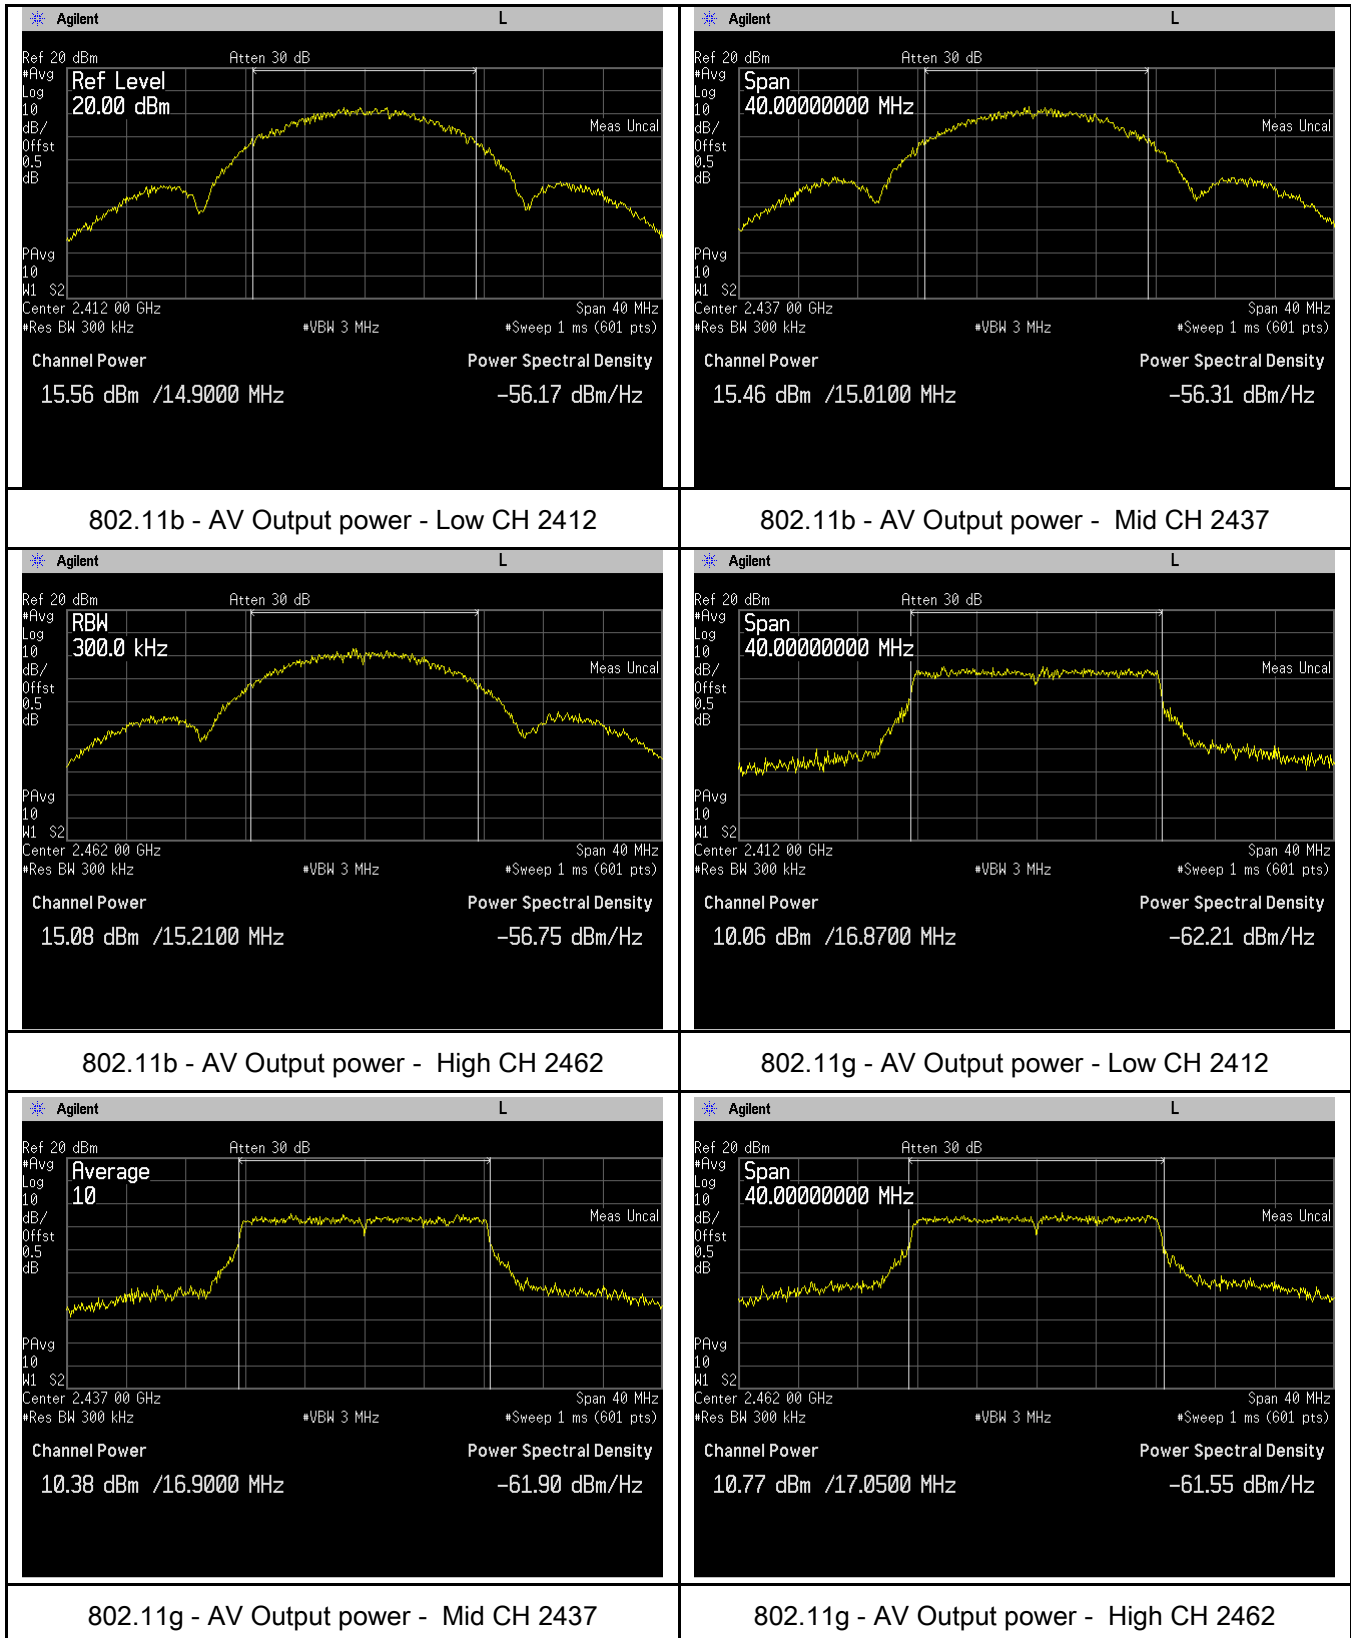 Agilent L
Ref 20 dBm Atten 30 dB
#Avg
Log
10
dB/
Offst
0.5
dB
Ref Level
20.00 dBm
Meas Uncal
PAvg
10
W1 S2
Center 2.412 00 GHz Span 40 MHz
#Res BW 300 kHz #VBW 3 MHz #Sweep 1 ms (601 pts)
Channel Power Power Spectral Density
15.56 dBm /14.9000 MHz -56.17 dBm/Hz
802.11b - AV Output power - Low CH 2412
Agilent L
Ref 20 dBm Atten 30 dB
#Avg
Log
10
dB/
Offst
0.5
dB
Span
40.00000000 MHz
Meas Uncal
PAvg
10
W1 S2
Center 2.437 00 GHz Span 40 MHz
#Res BW 300 kHz #VBW 3 MHz #Sweep 1 ms (601 pts)
Channel Power Power Spectral Density
15.46 dBm /15.0100 MHz -56.31 dBm/Hz
802.11b - AV Output power - Mid CH 2437
Agilent L
Ref 20 dBm Atten 30 dB
#Avg
Log
10
dB/
Offst
0.5
dB
RBW
300.0 kHz
Meas Uncal
PAvg
10
W1 S2
Center 2.462 00 GHz Span 40 MHz
#Res BW 300 kHz #VBW 3 MHz #Sweep 1 ms (601 pts)
Channel Power Power Spectral Density
15.08 dBm /15.2100 MHz -56.75 dBm/Hz
802.11b - AV Output power - High CH 2462
Agilent L
Ref 20 dBm Atten 30 dB
#Avg
Log
10
dB/
Offst
0.5
dB
Span
40.00000000 MHz
Meas Uncal
PAvg
10
W1 S2
Center 2.412 00 GHz Span 40 MHz
#Res BW 300 kHz #VBW 3 MHz #Sweep 1 ms (601 pts)
Channel Power Power Spectral Density
10.06 dBm /16.8700 MHz -62.21 dBm/Hz
802.11g - AV Output power - Low CH 2412
Agilent L
Ref 20 dBm Atten 30 dB
#Avg
Log
10
dB/
Offst
0.5
dB
Average
10
Meas Uncal
PAvg
10
W1 S2
Center 2.437 00 GHz Span 40 MHz
#Res BW 300 kHz #VBW 3 MHz #Sweep 1 ms (601 pts)
Channel Power Power Spectral Density
10.38 dBm /16.9000 MHz -61.90 dBm/Hz
802.11g - AV Output power - Mid CH 2437
Agilent L
Ref 20 dBm Atten 30 dB
#Avg
Log
10
dB/
Offst
0.5
dB
Span
40.00000000 MHz
Meas Uncal
PAvg
10
W1 S2
Center 2.462 00 GHz Span 40 MHz
#Res BW 300 kHz #VBW 3 MHz #Sweep 1 ms (601 pts)
Channel Power Power Spectral Density
10.77 dBm /17.0500 MHz -61.55 dBm/Hz
802.11g - AV Output power - High CH 2462